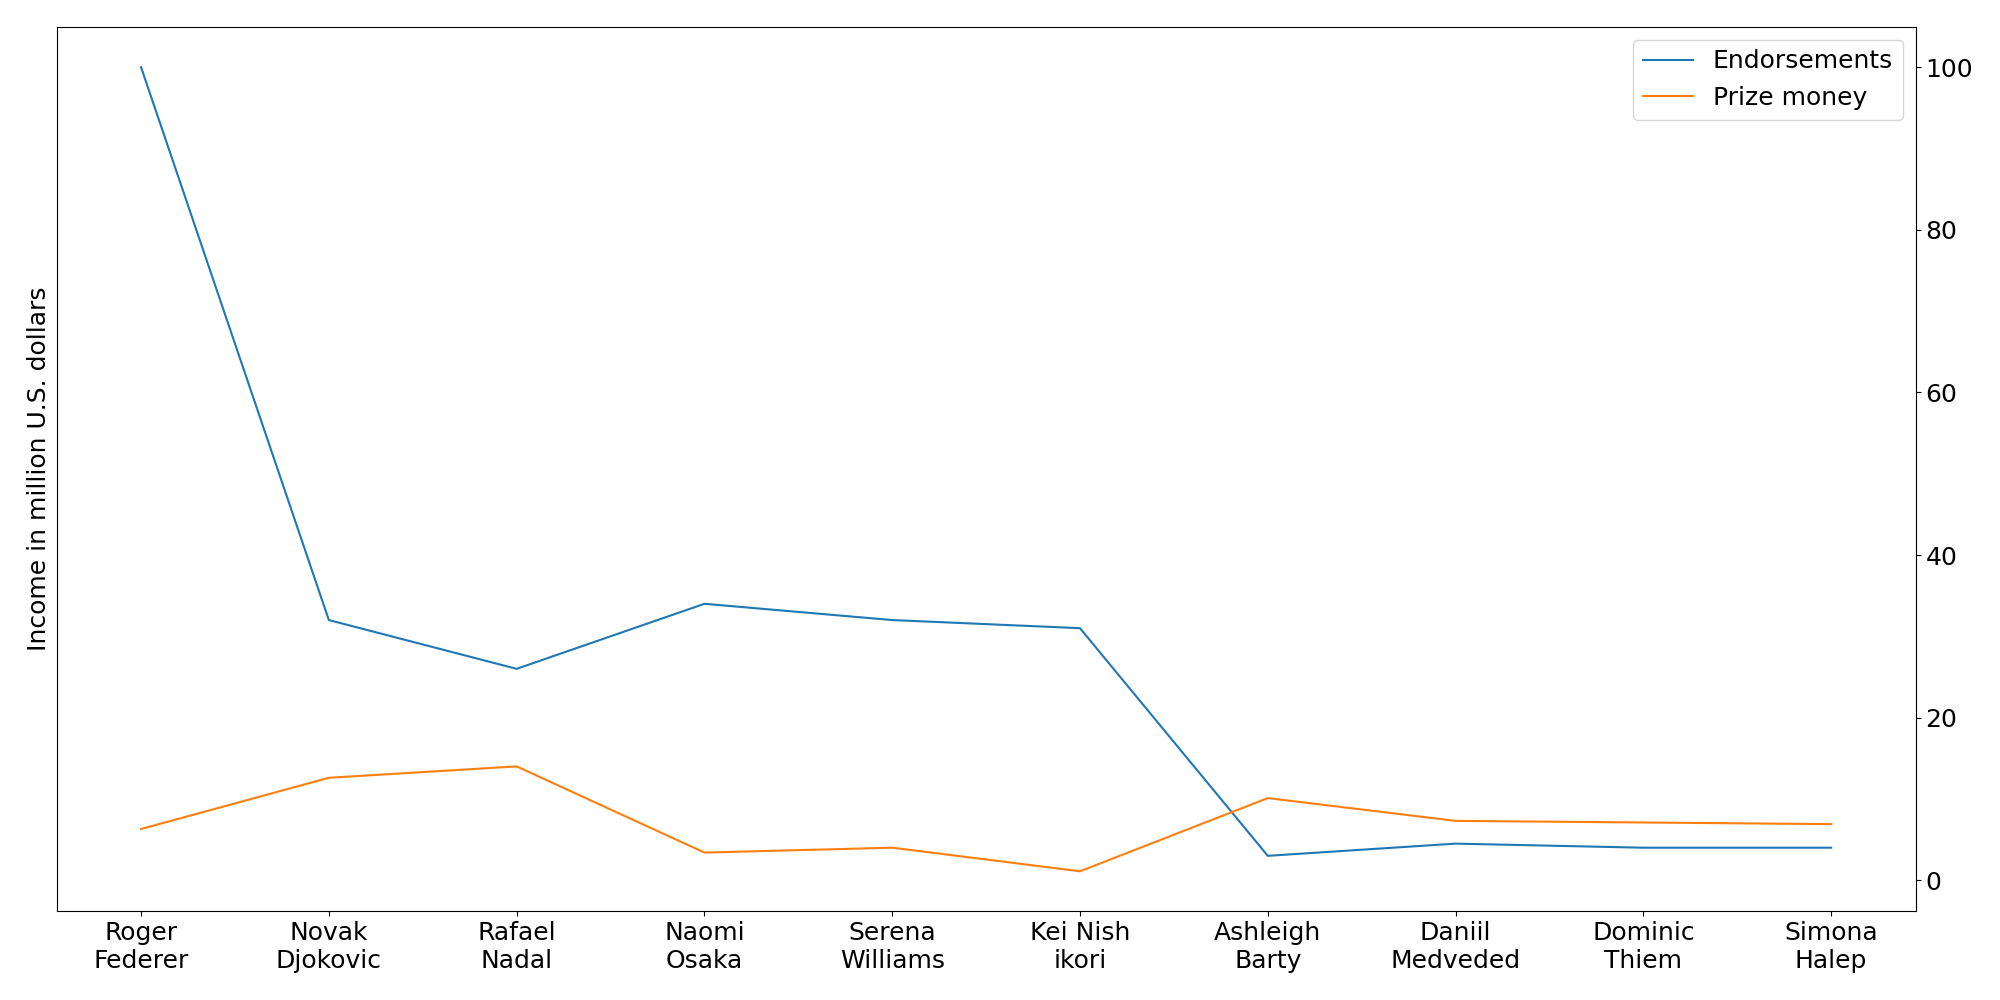 Endorsements
Prize money
Income in million U.S. dollars
100
80
60
40
20
0
Roger
Federer
Novak
Djokovic
Rafael
Nadal
Naomi
Osaka
Serena
Williams
Kei Nish
ikori
Ashleigh
Barty
Daniil
Medveded
Dominic
Thiem
Simona
Halep